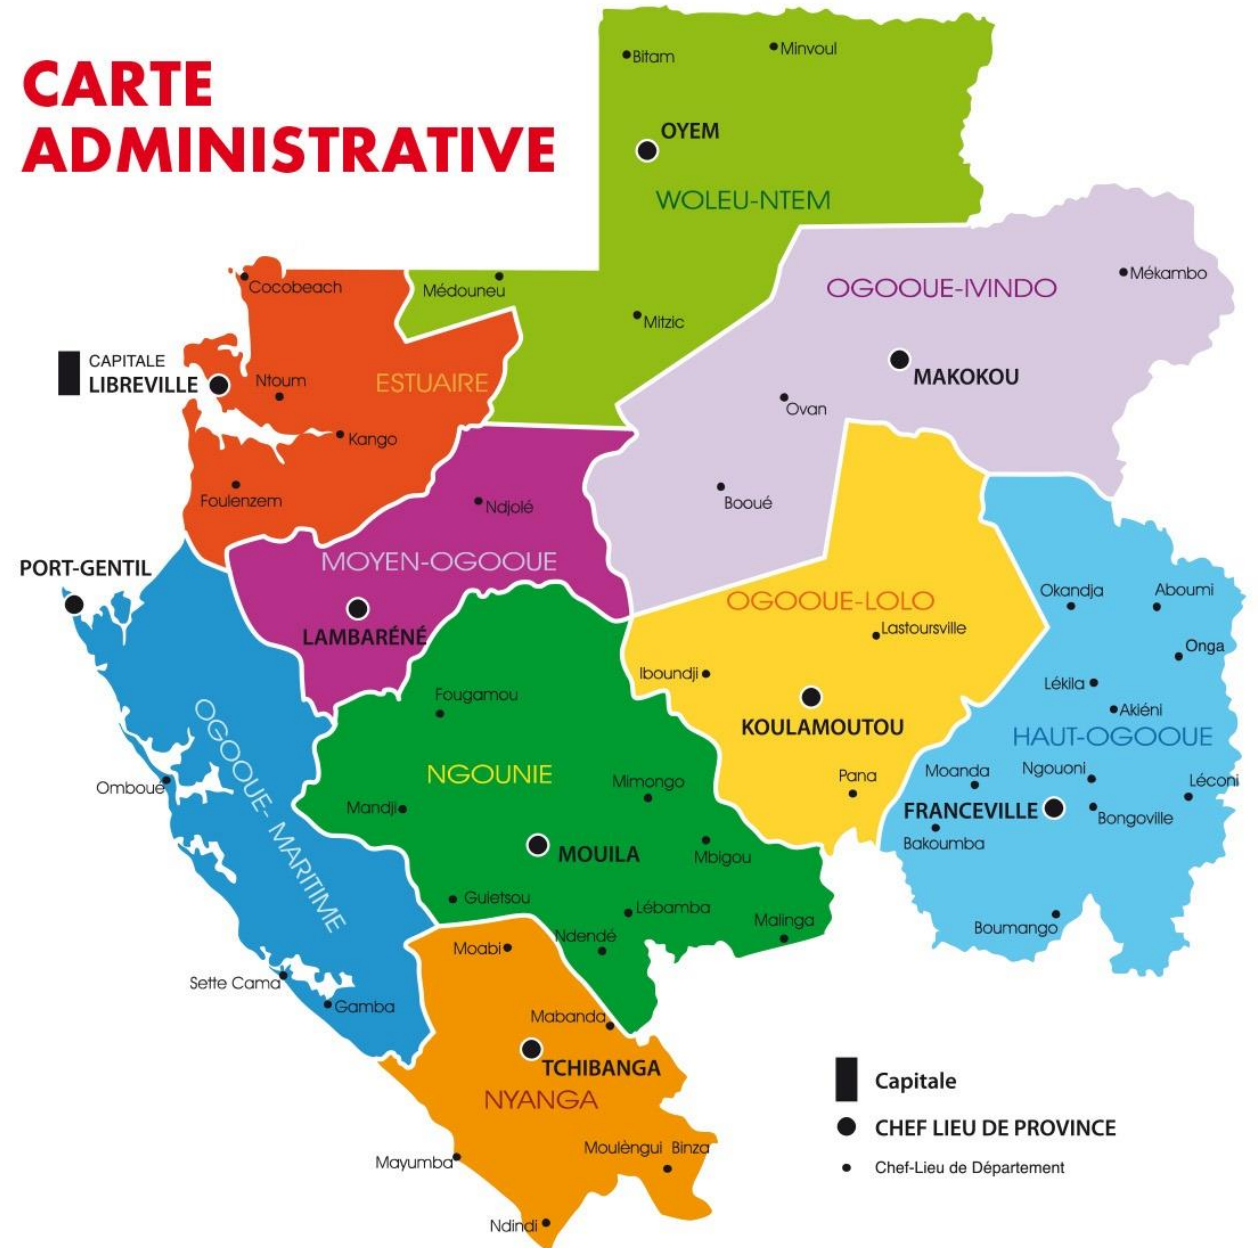 CARTE
ADMINISTRATIVE
Bitam
Minvoul
OYEM
WOLEU-NTEM
Cocobeach
Médouneu
Mitzic
OGOOUE-IVINDO
Mékambo
CAPITALE
LIBREVILLE
Ntoum
ESTUAIRE
MAKOKOU
Ovan
Kango
Foulenzem
Ndjolé
Booué
PORT-GENTIL
MOYEN-OGOOUE
LAMBARÉNÉ
OGOOUE-LOLO
Lastoursville
Iboundji
KOULAMOUTOU
Pana
Okandja
Aboumi
Onga
Lékila
Akiéni
HAUT-OGOOUE
Moanda
Ngouoni
Léconi
FRANCEVILLE
Bongoville
Bakoumba
Boumango
Fougamou
NGOUNIE
Mimongo
Mandji
MOUILA
Mbigou
Guietsou
Lébamba
Malinga
Ndendé
OGOOUE- MARITIME
Omboué
Sette Cama
Gamba
Moabi
Mabanda
TCHIBANGA
NYANGA
Moulèngui Binza
Mayumba
Ndindi
Capitale
CHEF LIEU DE PROVINCE
Chef-Lieu de Département